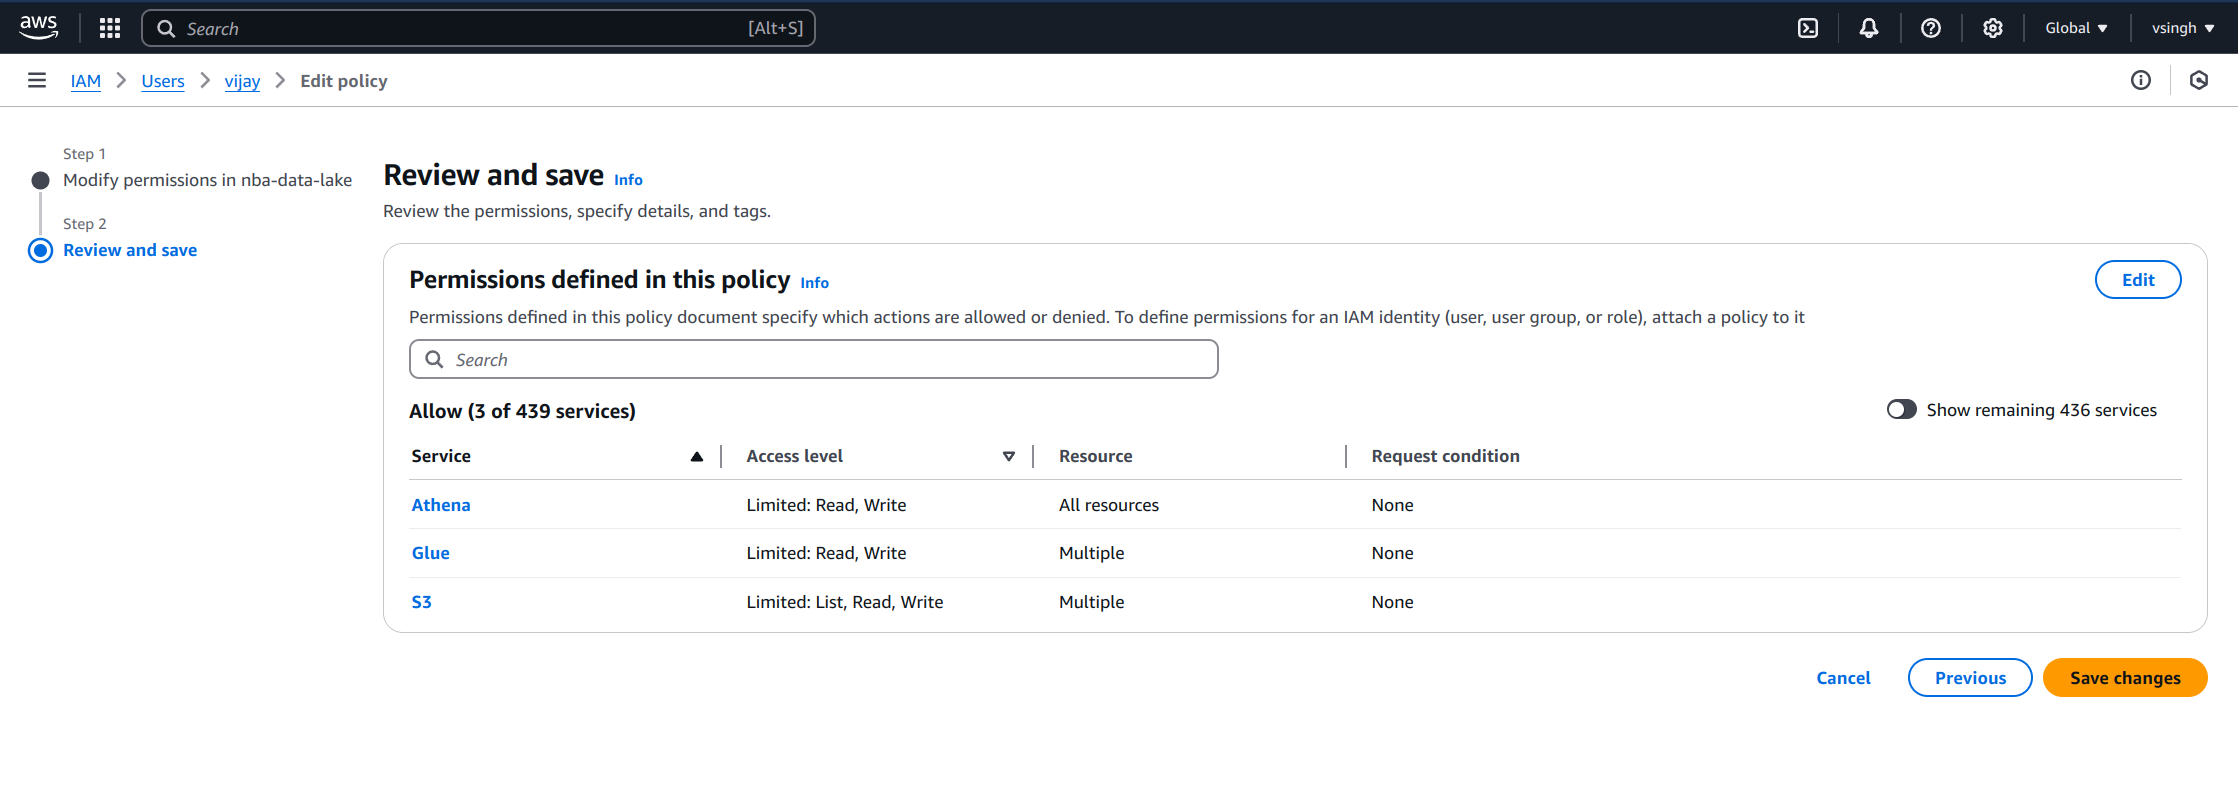 aws
Search [Alt+S] Global vsingh
IAM Users vijay Edit policy
Step 1
Modify permissions in nba-data-lake
Step 2
Review and save
Review and save Info
Review the permissions, specify details, and tags.
Permissions defined in this policy Info
Edit
Permissions defined in this policy document specify which actions are allowed or denied. To define permissions for an IAM identity (user, user group, or role), attach a policy to it
Search
Allow (3 of 439 services)
Show remaining 436 services
Service Access level Resource Request condition
Athena Limited: Read, Write All resources None
Glue Limited: Read, Write Multiple None
S3 Limited: List, Read, Write Multiple None
Cancel Previous Save changes